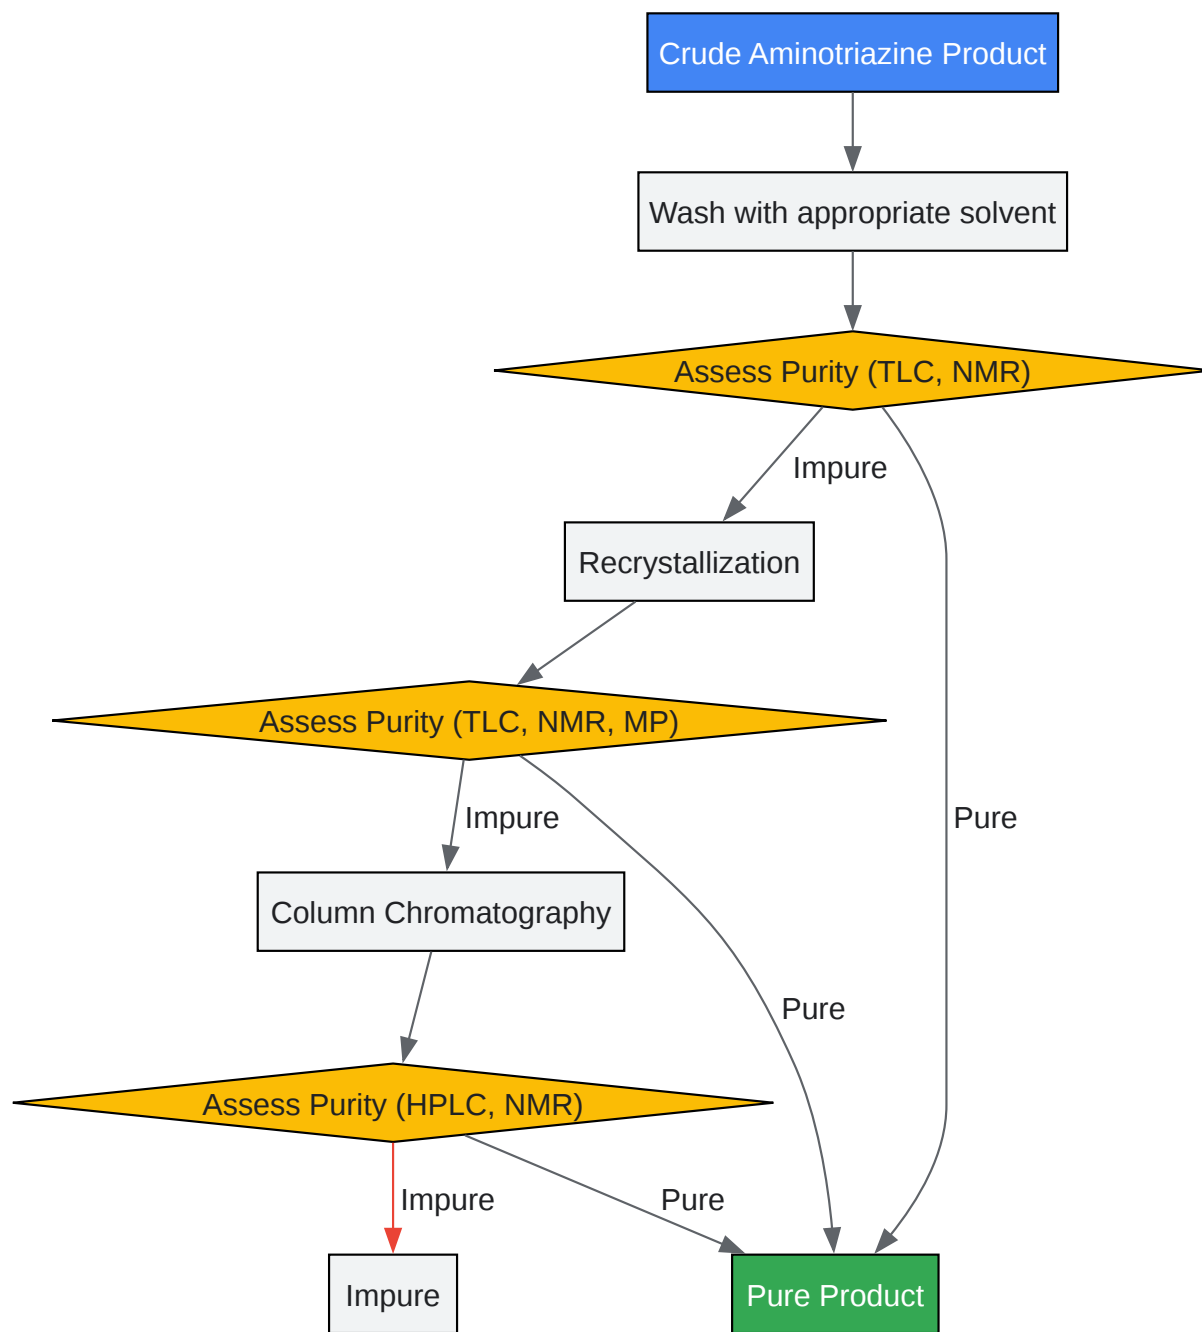 Crude Aminotriazine Product
Wash with appropriate solvent
Assess Purity (TLC, NMR)
Impure
Recrystallization
Assess Purity (TLC, NMR, MP)
Impure
Pure
Column Chromatography
Pure
Assess Purity (HPLC, NMR)
Impure
Pure
Impure
Pure Product